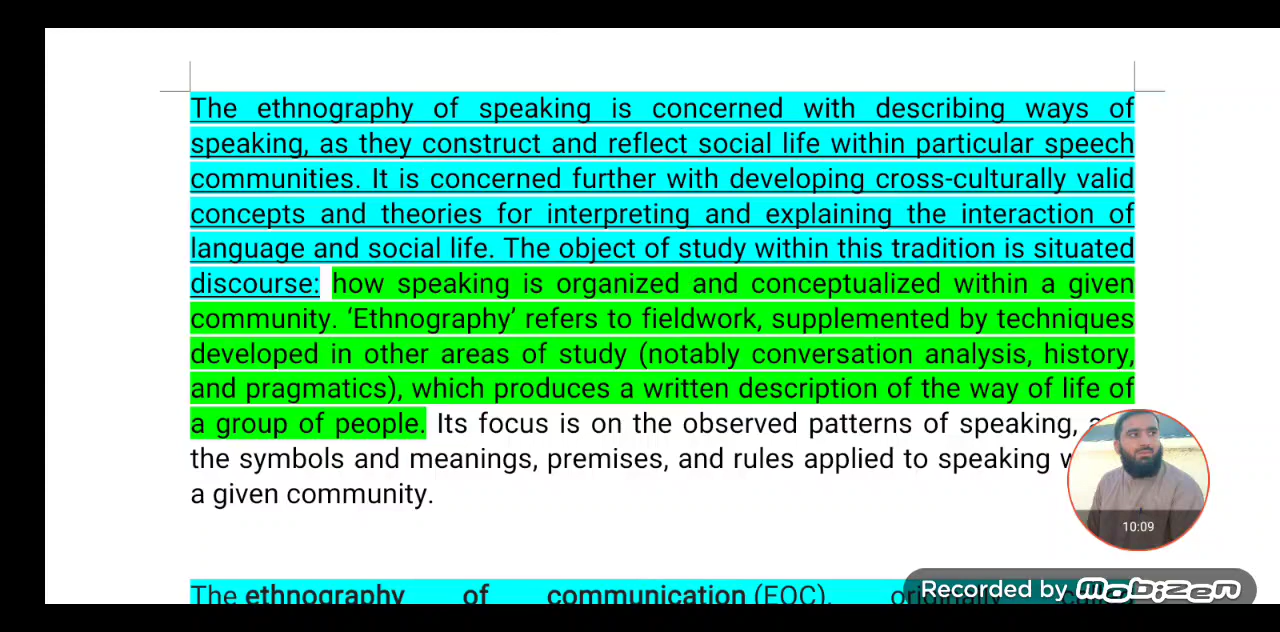 The ethnography of speaking is concerned with describing ways of
speaking, as they construct and reflect social life within particular speech
communities. It is concerned further with developing cross-culturally valid
concepts and theories for interpreting and explaining the interaction of
language and social life. The object of study within this tradition is situated
discourse: how speaking is organized and conceptualized within a given
community. ‘Ethnography’ refers to fieldwork, supplemented by techniques
developed in other areas of study (notably conversation analysis, history,
and pragmatics), which produces a written description of the way of life of
a group of people. Its focus is on the observed patterns of speaking,
the symbols and meanings, premises, and rules applied to speaking
a given community.
10:09
The ethnography of communication (EOC),
Recorded by Mobizen